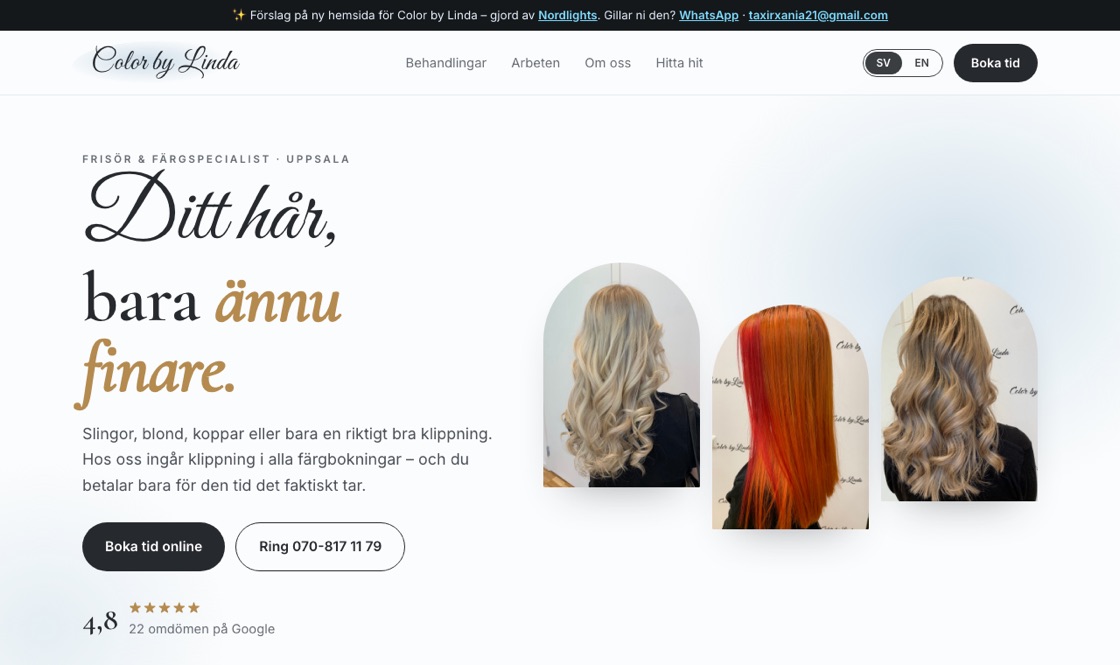 ✨ Förslag på ny hemsida för Color by Linda – gjord av Nordlights. Gillar ni den? WhatsApp · taxirxania21@gmail.com
Color by Linda
Behandlingar Arbeten Om oss Hitta hit
SV EN
Boka tid
FRISÖR & FÄRGSPECIALIST · UPPSALA
Ditt hår,
bara ännu
finare.
Slingor, blond, koppar eller bara en riktigt bra klippning.
Hos oss ingår klippning i alla färgbokningar – och du
betalar bara för den tid det faktiskt tar.
Boka tid online
Ring 070-817 11 79
4,8 ★★★★★
22 omdömen på Google